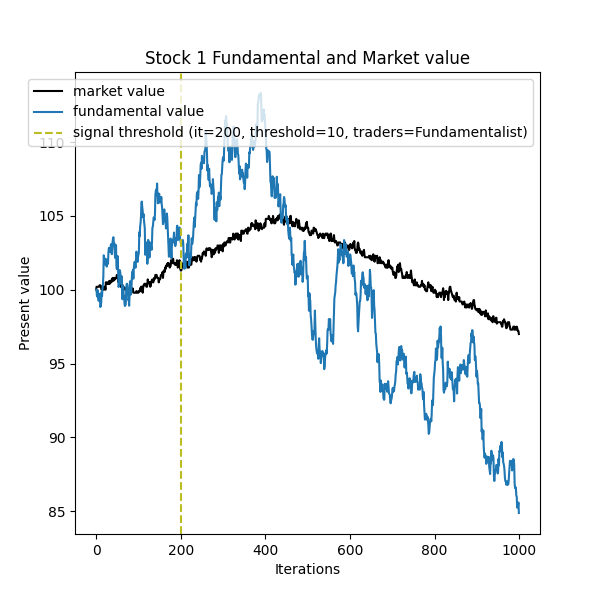 Stock 1 Fundamental and Market value
market value
fundamental value
signal threshold (it=200, threshold=10, traders=Fundamentalist)
110
105
100
95
90
85
Present value
0 200 400 600 800 1000
Iterations